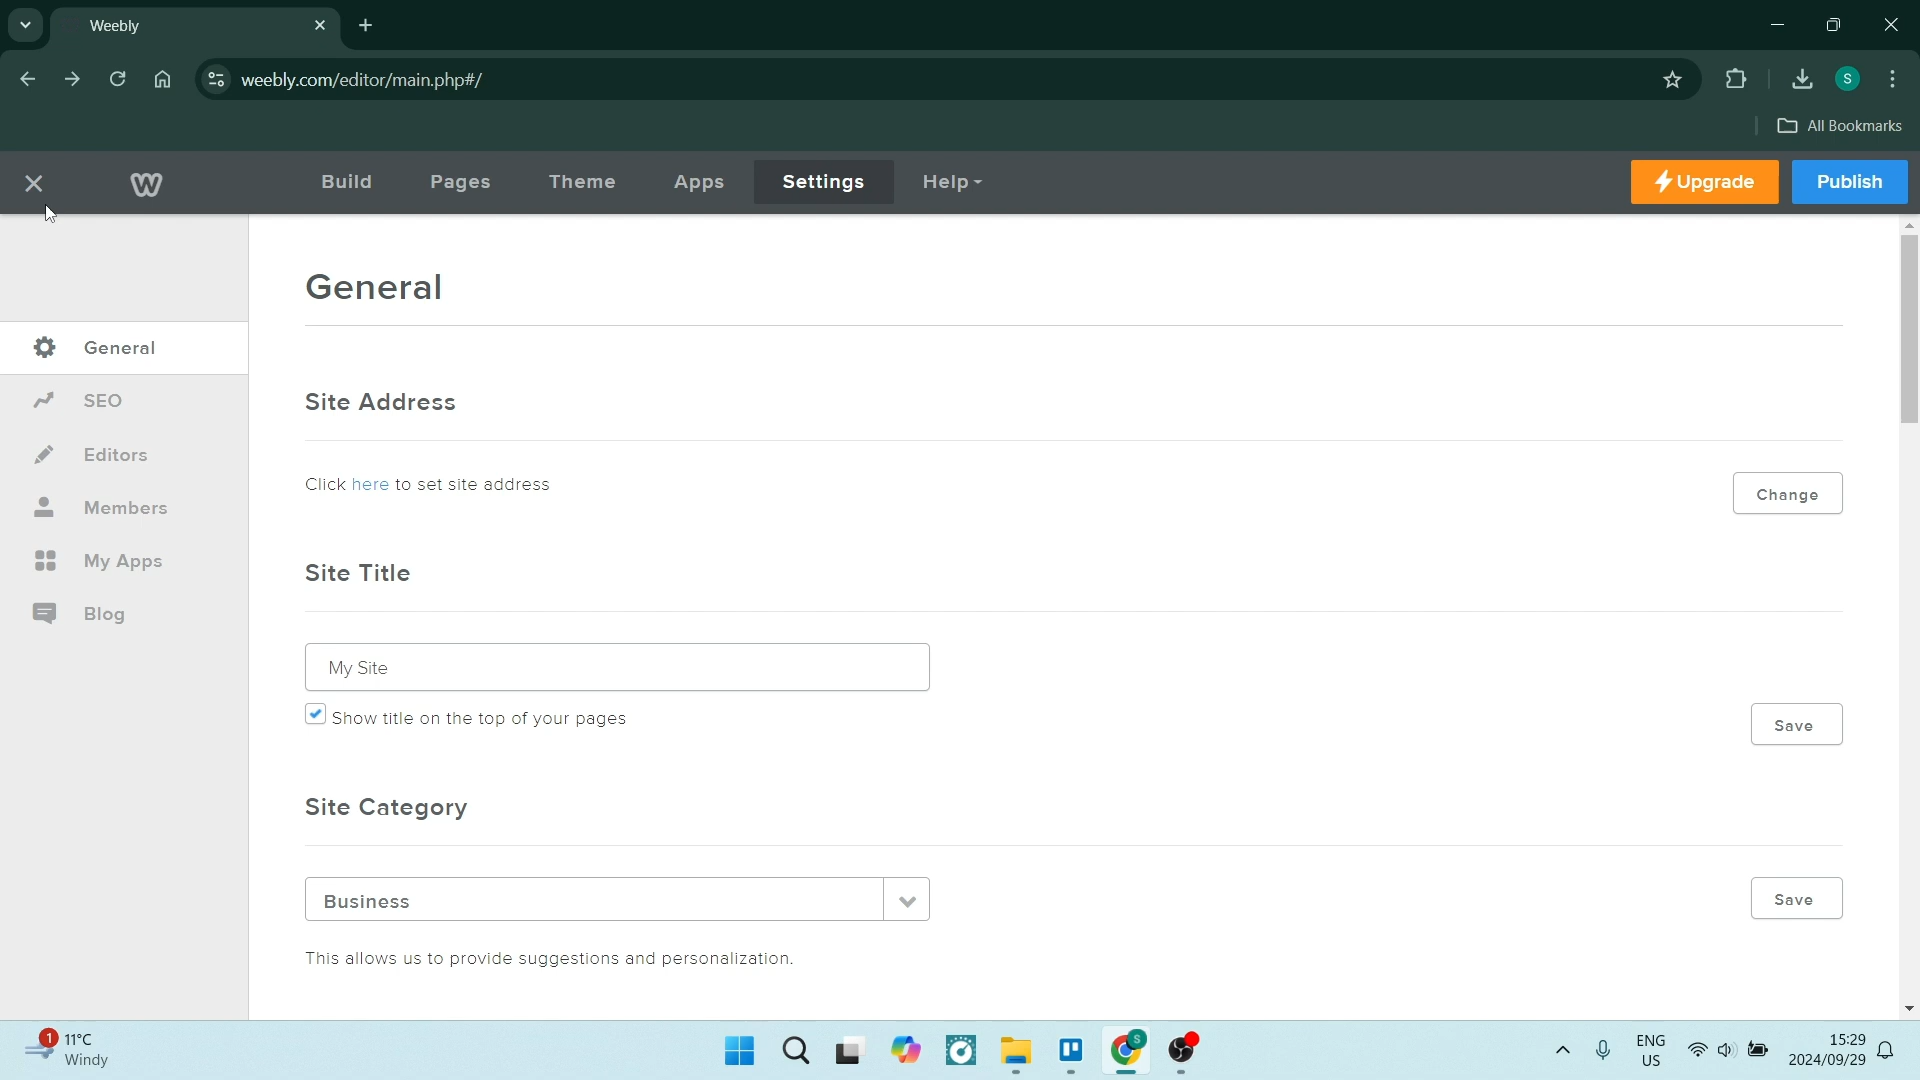 Weebly
weebly.com/editor/main.php#/
S
All Bookmarks
Build Pages Theme Apps Settings Help
Upgrade Publish
General
General
SEO
Editors
Members
My Apps
Blog
Site Address
Click here to set site address
Change
Site Title
My Site
Show title on the top of your pages
Save
Site Category
Business
Save
This allows us to provide suggestions and personalization.
1
11°C
Windy
S
ENG
US
15:29
2024/09/29